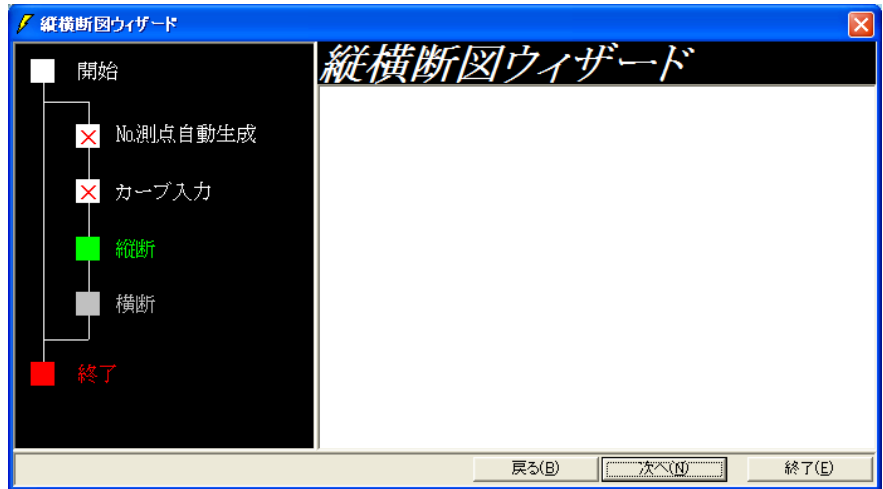 縦横断図ウィザード
開始
No.測点自動生成
カーブ入力
縦断
横断
終了
縦横断図ウィザード
戻る(B)
次へ(N)
終了(E)